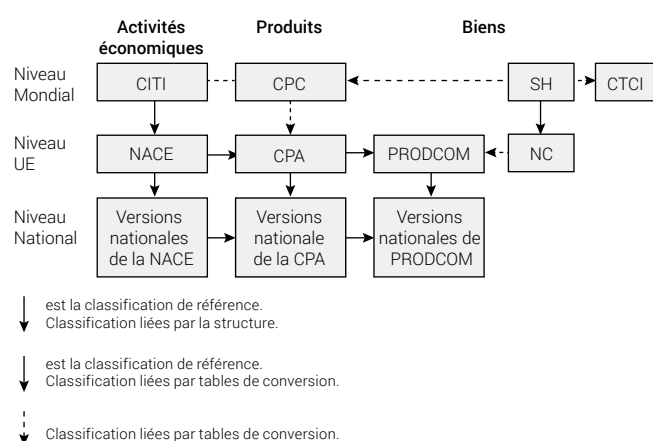 Activités économiques
Produits
Biens
Niveau Mondial
CITI
CPC
SH
CTCI
Niveau UE
NACE
CPA
PRODCOM
NC
Niveau National
Versions nationales de la NACE
Versions nationale de la CPA
Versions nationales de PRODCOM
est la classification de référence.
Classification liées par la structure.
est la classification de référence.
Classification liées par tables de conversion.
Classification liées par tables de conversion.